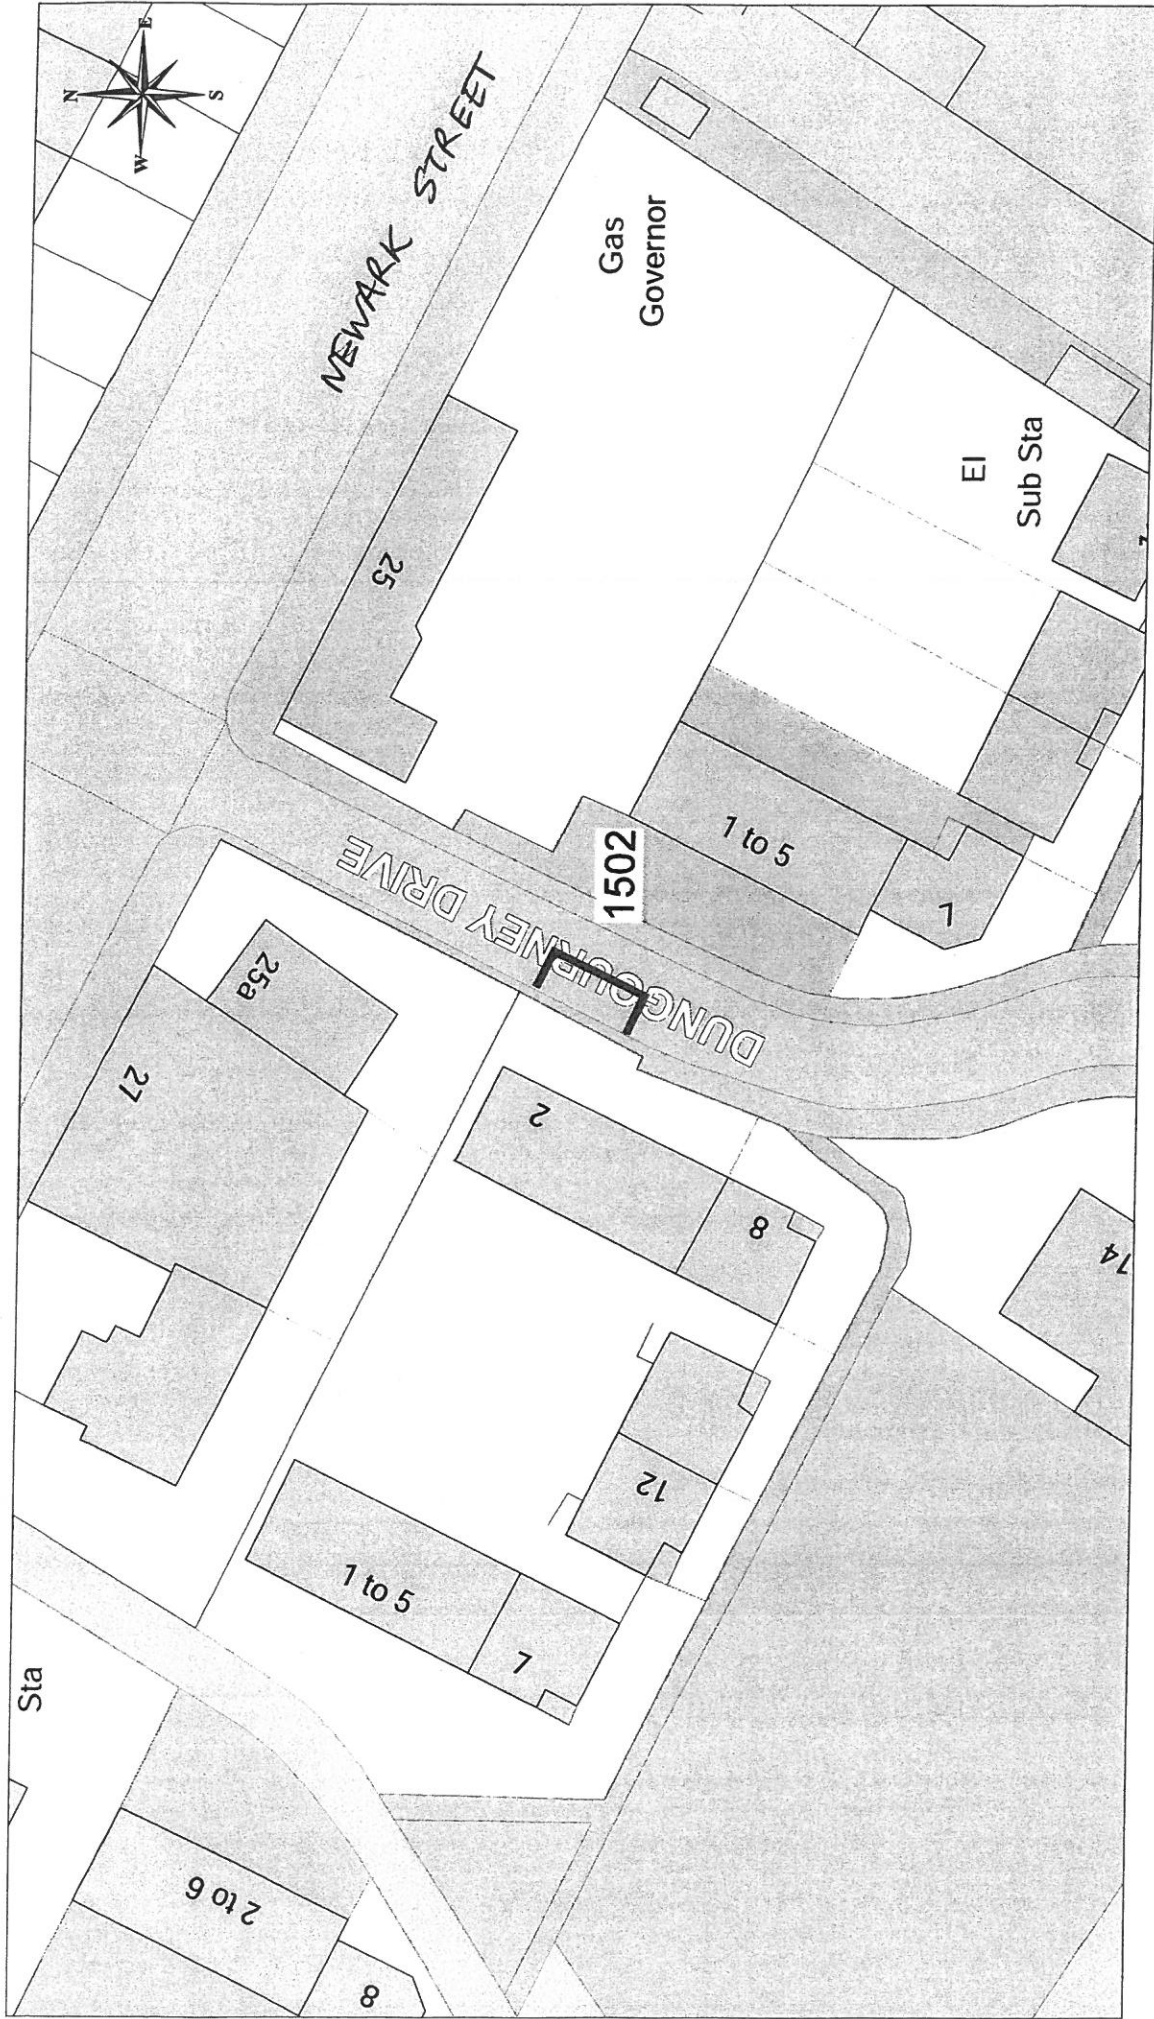 N
E
S
W
NEWARK STREET
25
Gas
Governor
El
Sub Sta
1502
DUNGOURNEY DRIVE
1 to 5
7
25a
27
2
8
12
14
1 to 5
7
Sta
2 to 6
8